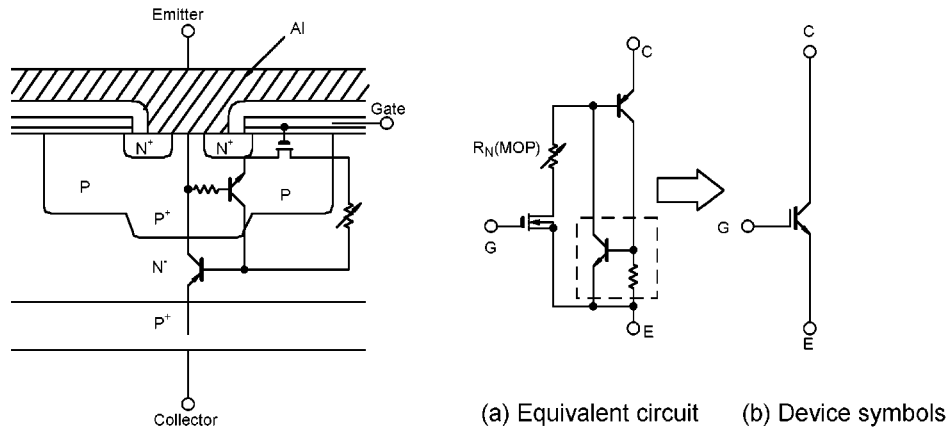 Emitter
Al
Gate
N+
N+
P
P
P+
N-
P+
Collector
C
RN(MOP)
G
E
C
G
E
(a) Equivalent circuit
(b) Device symbols